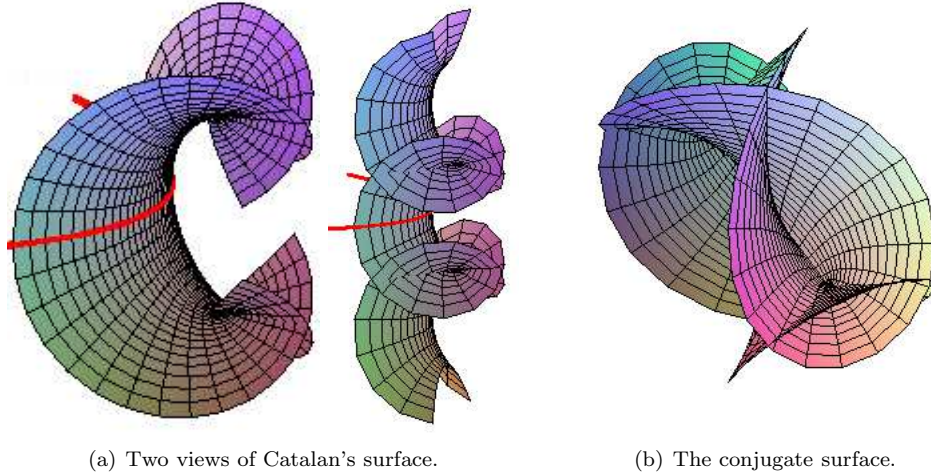 (a) Two views of Catalan's surface.
(b) The conjugate surface.